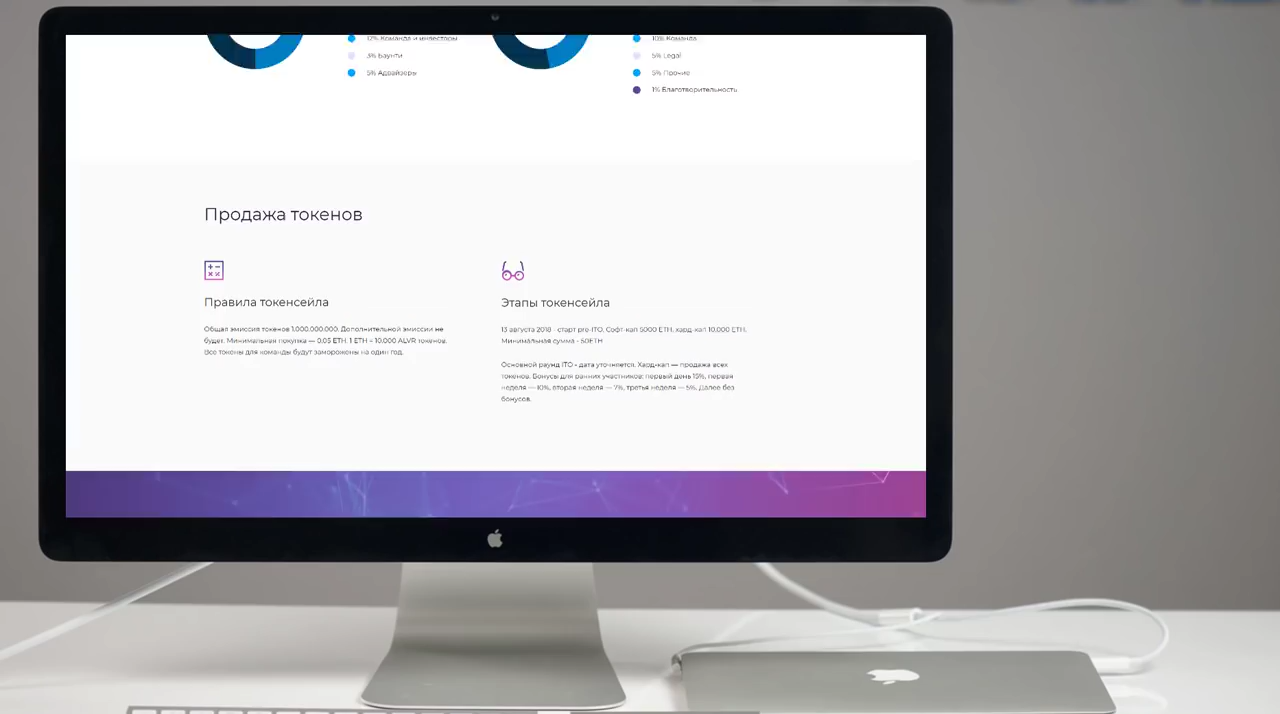 12% Команда и инвесторы
3% Баунти
5% Адвайзеры
10% Команда
5% Legal
5% Прочие
1% Благотворительность
Продажа токенов
Правила токенсейла
Общая эмиссия токенов 1.000.000.000. Дополнительной эмиссии не
будет. Минимальная покупка — 0,05 ETH. 1 ETH = 10.000 ALVR токенов.
Все токены для команды будут заморожены на один год.
Этапы токенсейла
13 августа 2018 - старт pre-ITO. Софт-кап 5000 ETH, хард-кап 10.000 ETH.
Минимальная сумма - 50ETH
Основной раунд ITO - дата уточняется. Хард-кап — продажа всех
токенов. Бонусы для ранних участников: первый день 15%, первая
неделя — 10%, вторая неделя — 7%, третья неделя — 5%. Далее без
бонусов.